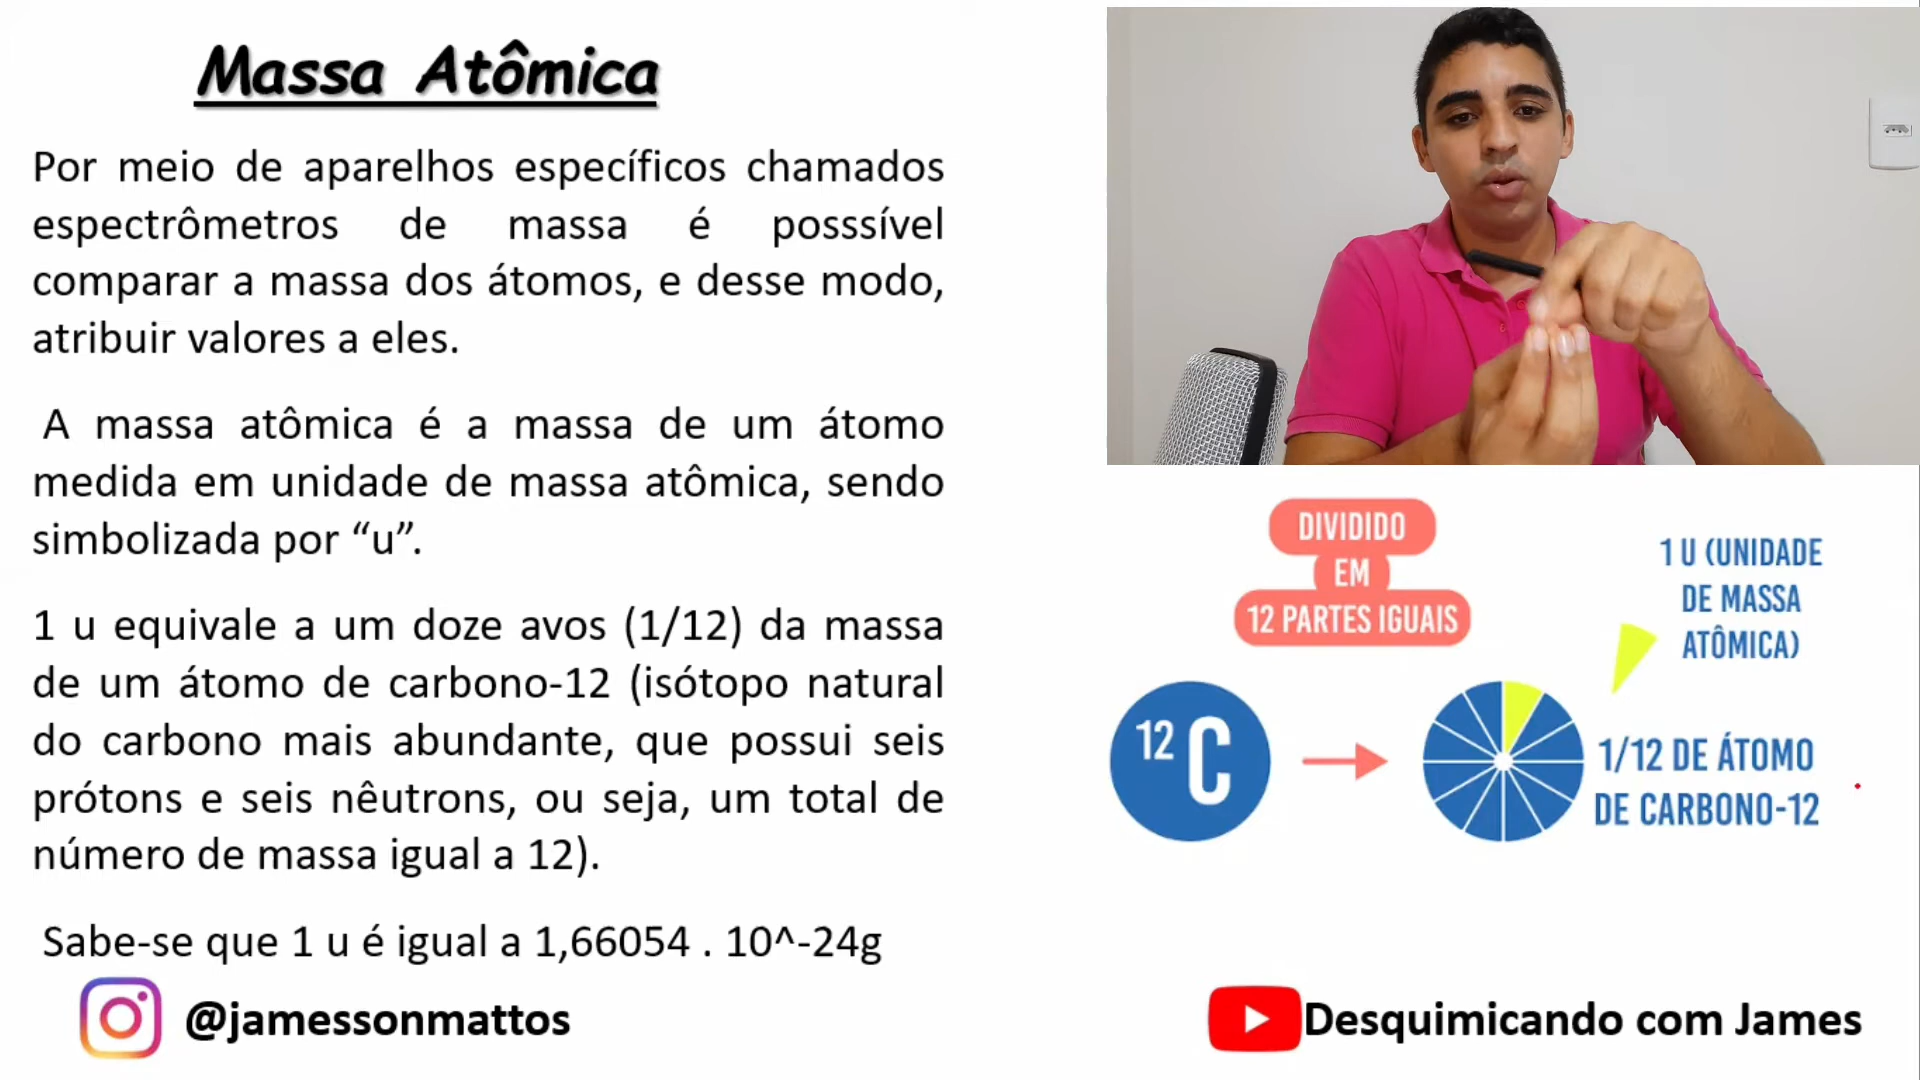 Massa Atômica
Por meio de aparelhos específicos chamados
espectrômetros de massa é posssível
comparar a massa dos átomos, e desse modo,
atribuir valores a eles.
A massa atômica é a massa de um átomo
medida em unidade de massa atômica, sendo
simbolizada por “u”.
1 u equivale a um doze avos (1/12) da massa
de um átomo de carbono-12 (isótopo natural
do carbono mais abundante, que possui seis
prótons e seis nêutrons, ou seja, um total de
número de massa igual a 12).
Sabe-se que 1 u é igual a 1,66054 . 10^-24g
@jamessonmattos
DIVIDIDO
EM
12 PARTES IGUAIS
1 U (UNIDADE
DE MASSA
ATÔMICA)
12 C
1/12 DE ÁTOMO
DE CARBONO-12
Desquimicando com James